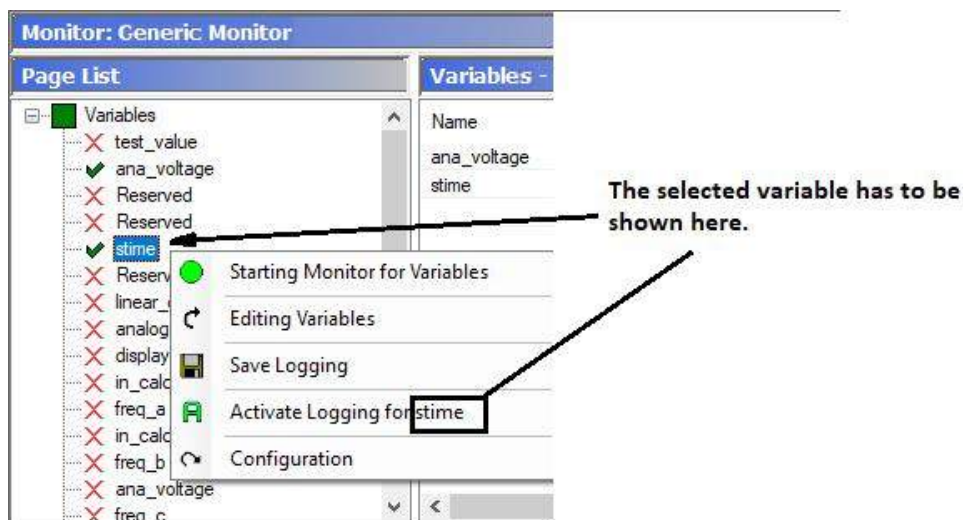 Monitor: Generic Monitor
Page List
Variables -
Variables
test_value
ana_voltage
Reserved
Reserved
stime
Reserv
linear_
analog
display
in_calc
freq_a
in_calc
freq_b
ana_voltage
freq_c
Name
ana_voltage
stime
Starting Monitor for Variables
Editing Variables
Save Logging
Activate Logging for stime
Configuration
The selected variable has to be
shown here.